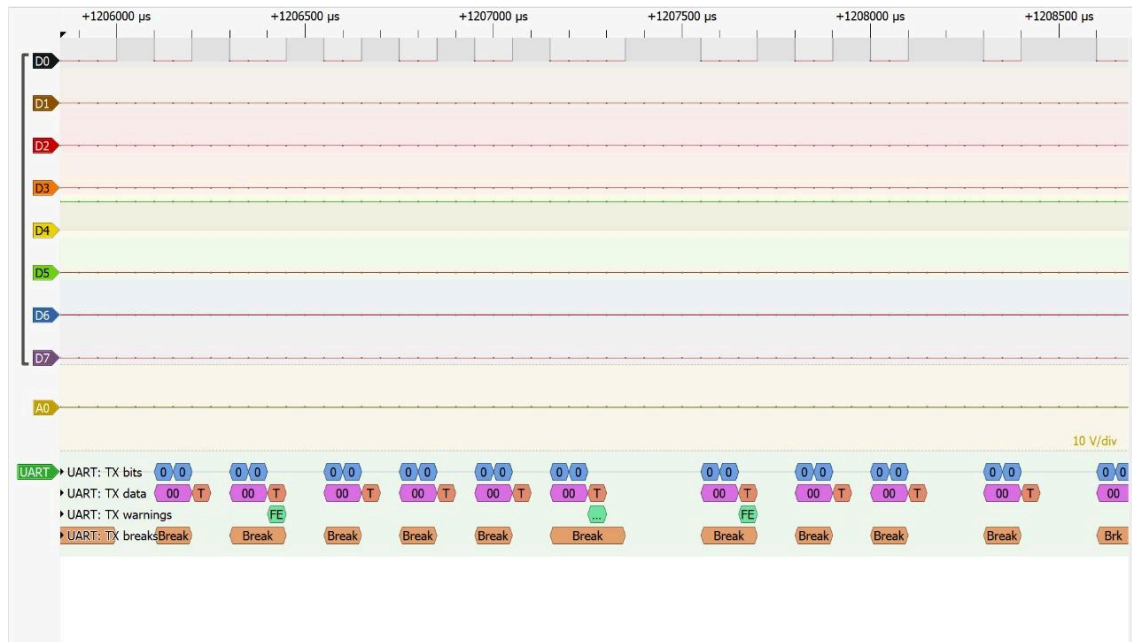 +1206000 µs +1206500 µs +1207000 µs +1207500 µs +1208000 µs +1208500 µs
D0
D1
D2
D3
D4
D5
D6
D7
A0
10 V/div
UART UART: TX bits 0 0 0 0 0 0 0 0 0 0 0 0 0 0 0 0 0 0 0 0 0 0
UART: TX data 00 T 00 T 00 T 00 T 00 T 00 T 00 T 00 T 00 T 00 T 00
UART: TX warnings FE ... FE
UART: TX breaks Break Break Break Break Break Break Break Break Break Break Brk